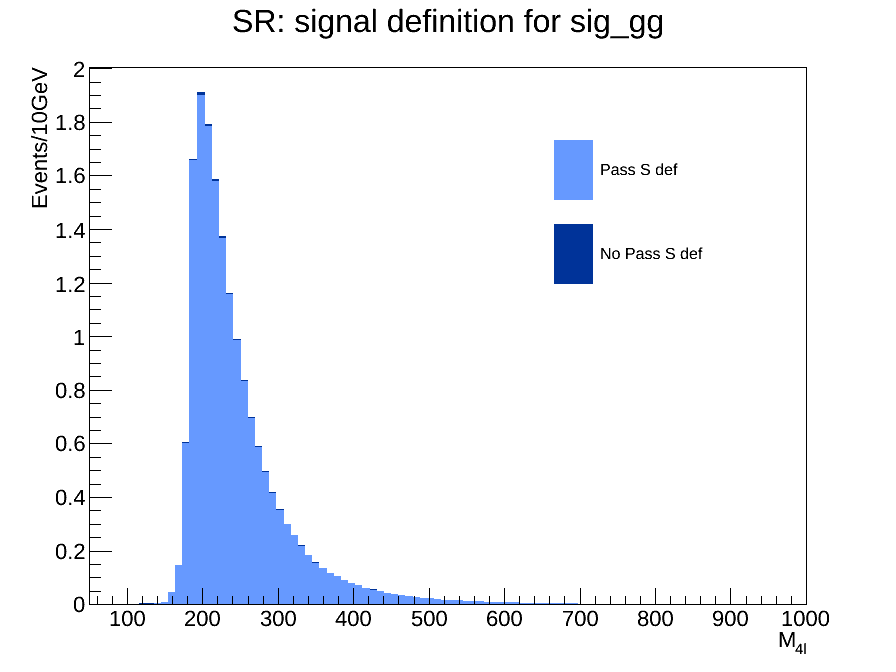 SR: signal definition for sig_gg
Events/10GeV
2
1.8
1.6
1.4
1.2
1
0.8
0.6
0.4
0.2
0
Pass S def
No Pass S def
100 200 300 400 500 600 700 800 900 1000
M4l